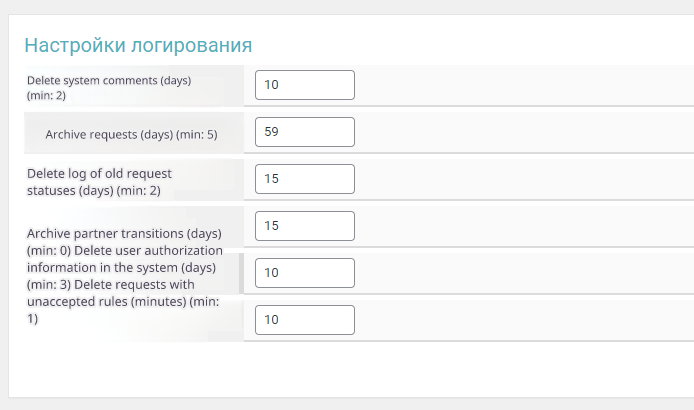 Настройки логирования
Delete system comments (days)
(min: 2)
10
Archive requests (days) (min: 5)
59
Delete log of old request
statuses (days) (min: 2)
15
Archive partner transitions (days)
(min: 0) Delete user authorization
information in the system (days)
(min: 3) Delete requests with
unaccepted rules (minutes) (min:
1)
15
10
10